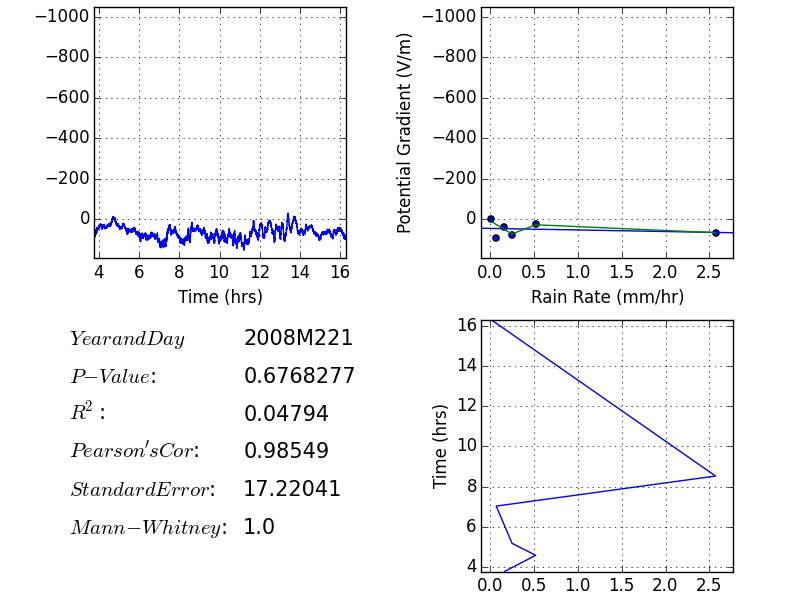 −1000
−800
−600
−400
−200
0
4 6 8 10 12 14 16
Time (hrs)
Potential Gradient (V/m)
−1000
−800
−600
−400
−200
0
0.0 0.5 1.0 1.5 2.0 2.5
Rain Rate (mm/hr)
YearandDay 2008M221
P−Value: 0.6768277
R² : 0.04794
Pearson'sCor: 0.98549
StandardError: 17.22041
Mann−Whitney: 1.0
Time (hrs)
16
14
12
10
8
6
4
0.0 0.5 1.0 1.5 2.0 2.5